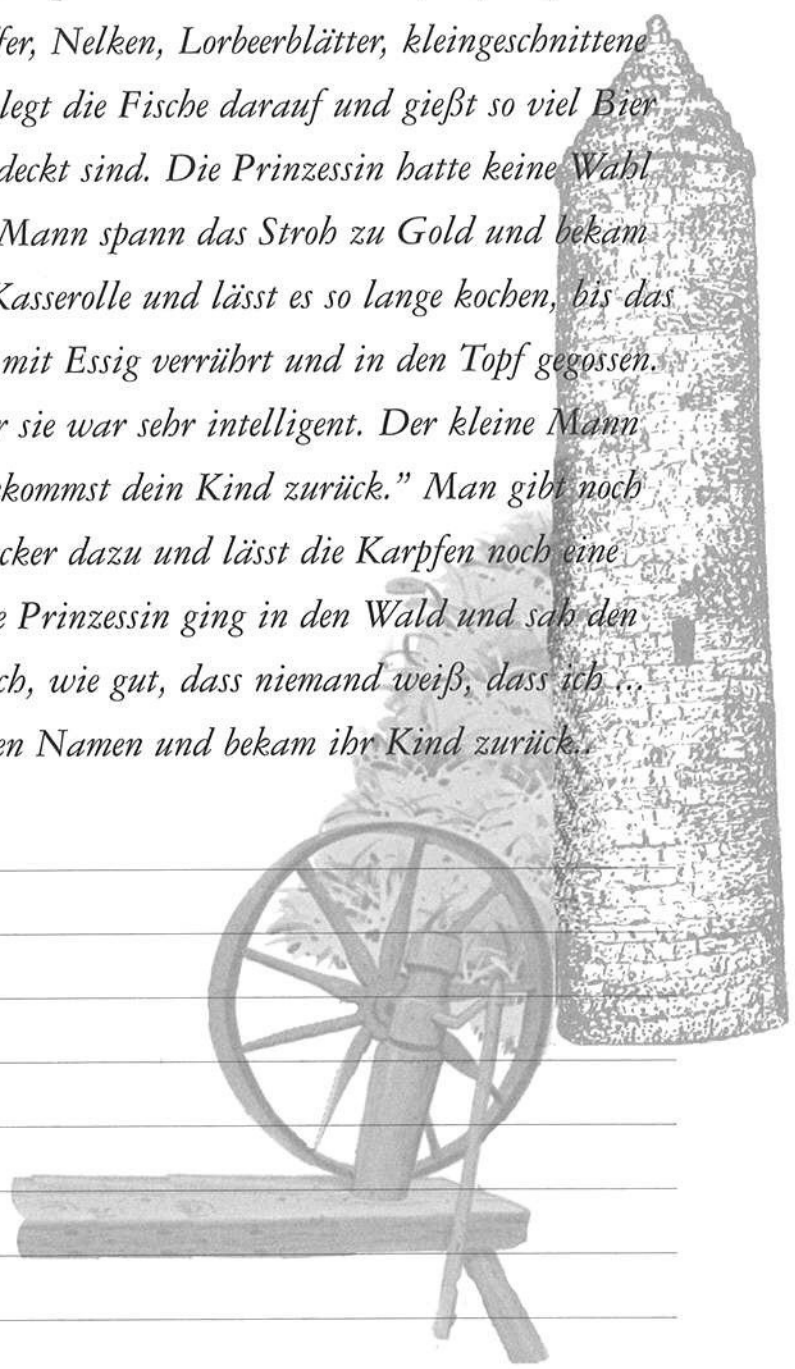 fer, Nelken, Lorbeerblätter, kleingeschnittene
legt die Fische darauf und gießt so viel Bier
deckt sind. Die Prinzessin hatte keine Wahl
Mann spann das Stroh zu Gold und bekam
Kasserolle und lässt es so lange kochen, bis das
mit Essig verrührt und in den Topf gegossen.
r sie war sehr intelligent. Der kleine Mann
ekommst dein Kind zurück.” Man gibt noch
cker dazu und lässt die Karpfen noch eine
e Prinzessin ging in den Wald und sah den
ch, wie gut, dass niemand weiß, dass ich ...
en Namen und bekam ihr Kind zurück..